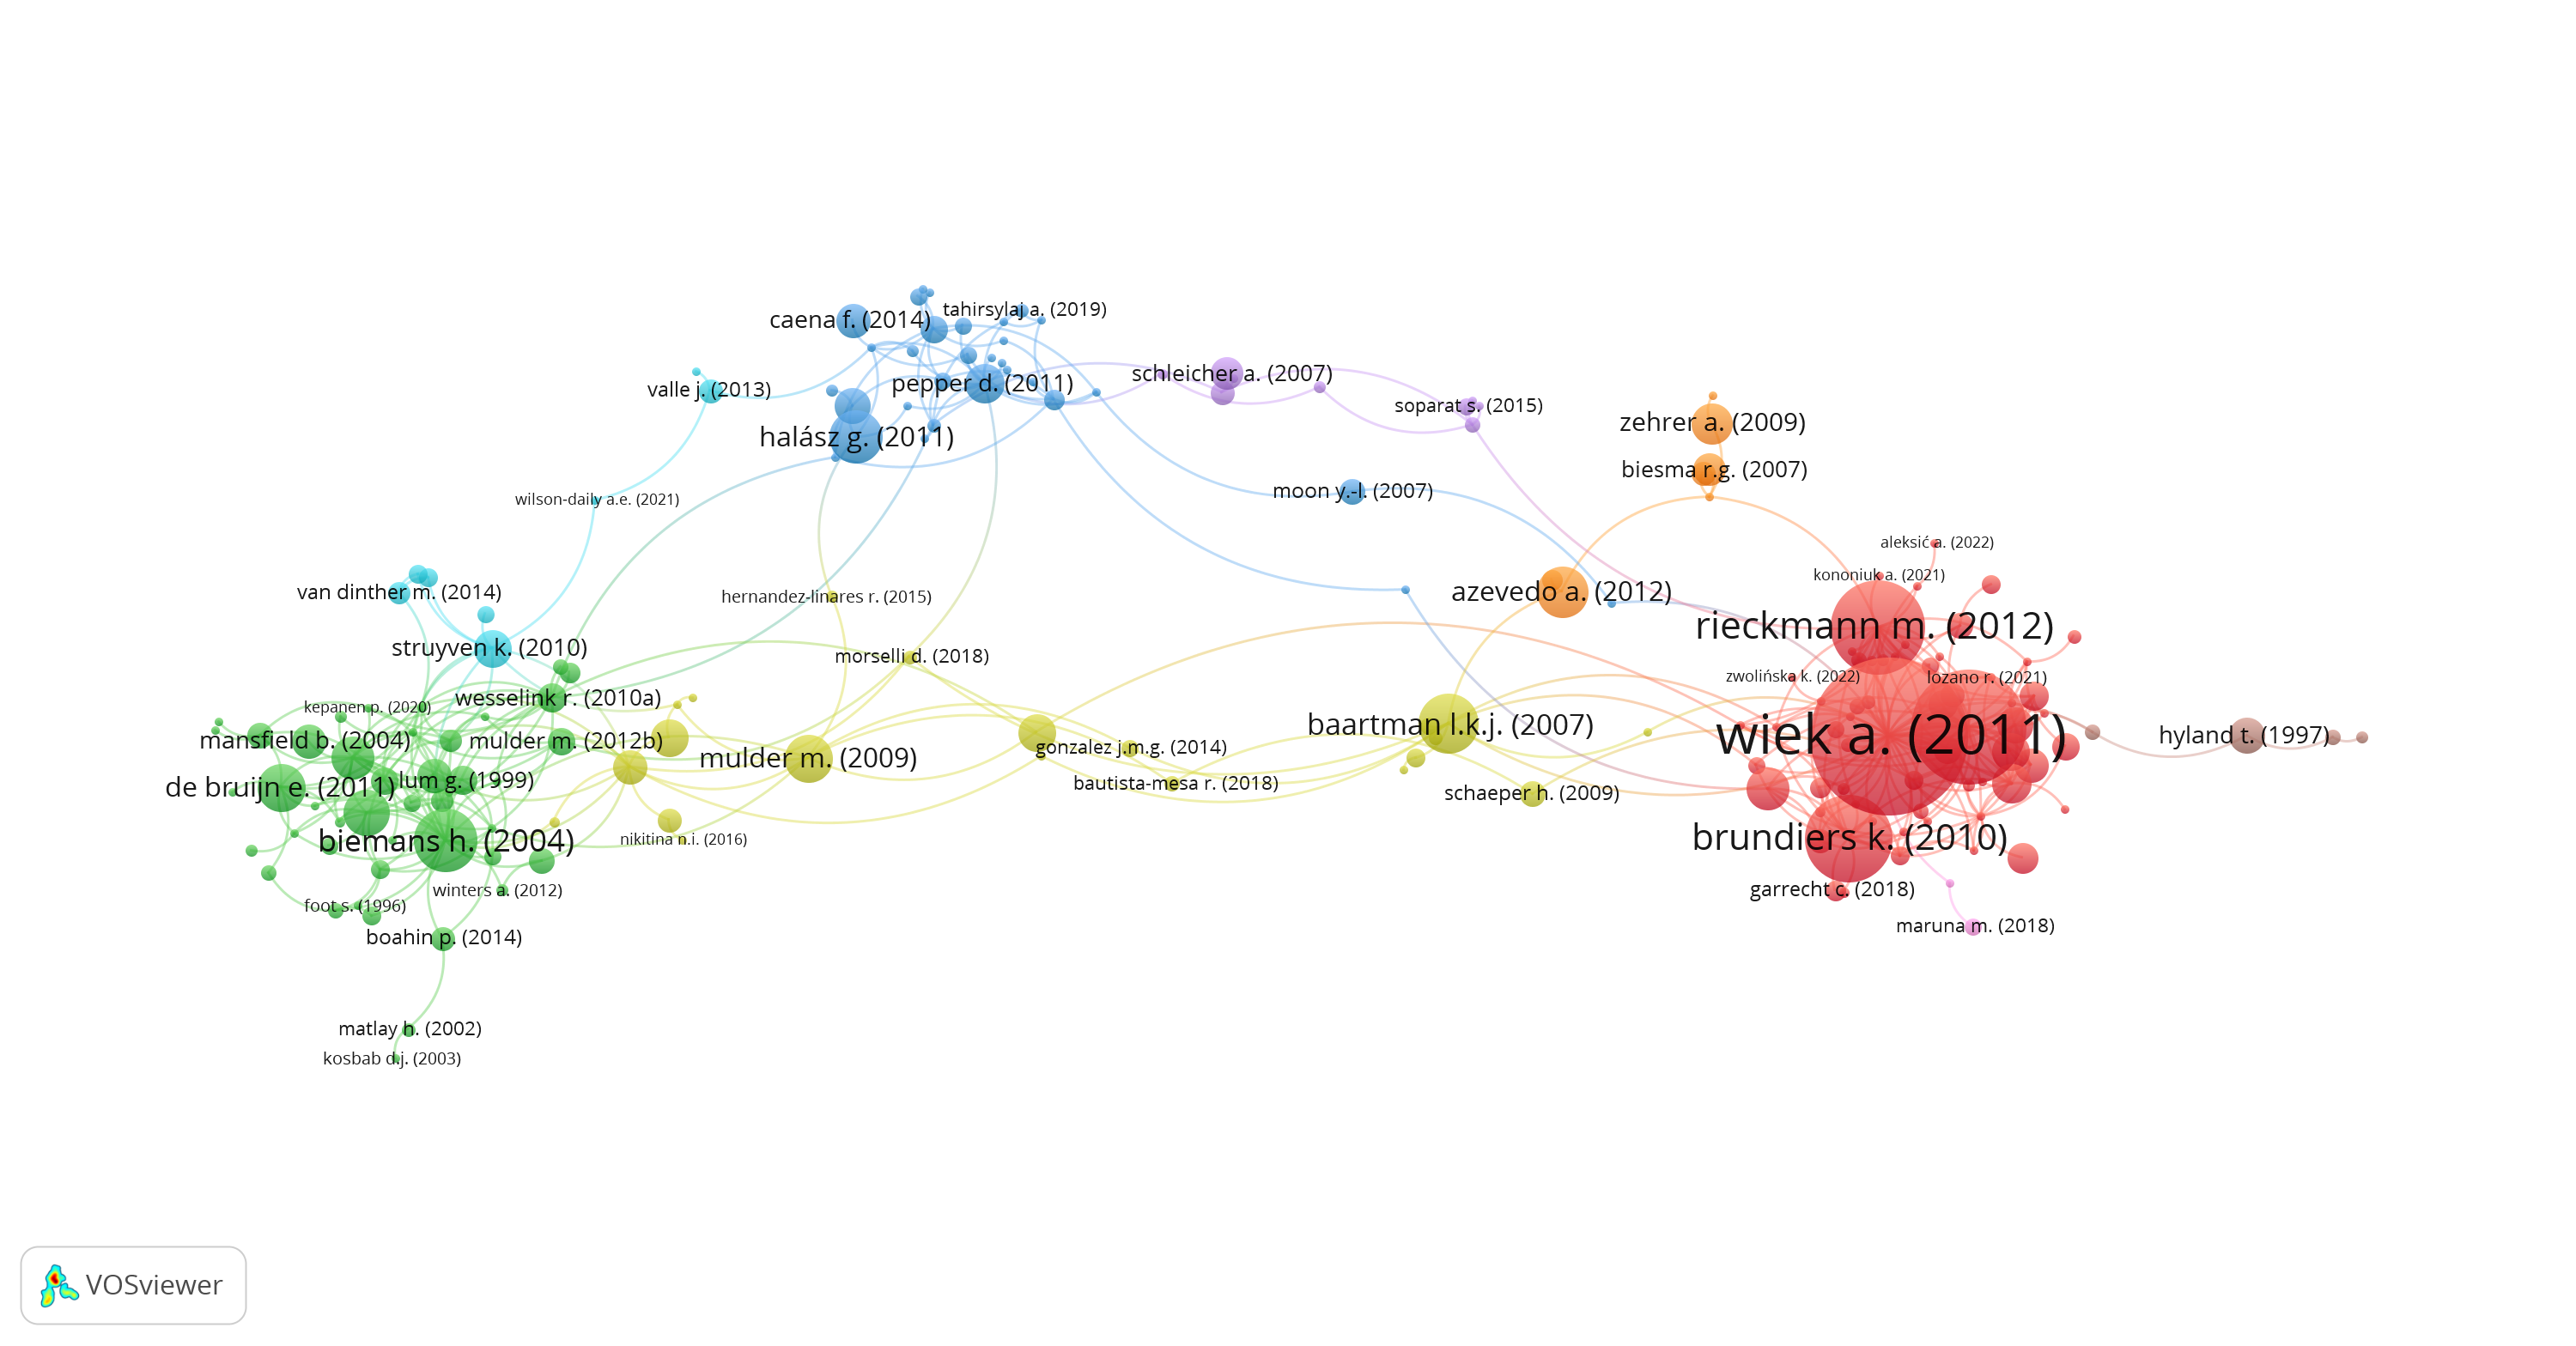 tahirsylaj a. (2019)
caena f. (2014)
schleicher a. (2007)
pepper d. (2011)
valle j. (2013)
soparat s. (2015)
zehrer a. (2009)
halász g. (2011)
biesma r.g. (2007)
moon y.-l. (2007)
wilson-daily a.e. (2021)
aleksić a. (2022)
kononiuk a. (2021)
van dinther m. (2014)
azevedo a. (2012)
hernandez-linares r. (2015)
rieckmann m. (2012)
struyven k. (2010)
morselli d. (2018)
zwolińska k. (2022)
lozano r. (2021)
wesselink r. (2010a)
kepanen p. (2020)
baartman l.k.j. (2007)
wiek a. (2011)
hyland t. (1997)
mansfield b. (2004)
mulder m. (2012b)
gonzalez j.m.g. (2014)
mulder m. (2009)
lum g. (1999)
bautista-mesa r. (2018)
de bruijn e. (2011)
schaeper h. (2009)
brundiers k. (2010)
biemans h. (2004)
nikitina n.i. (2016)
winters a. (2012)
garrecht c. (2018)
foot s. (1996)
maruna m. (2018)
boahin p. (2014)
matlay h. (2002)
kosbab d.j. (2003)
VOSviewer